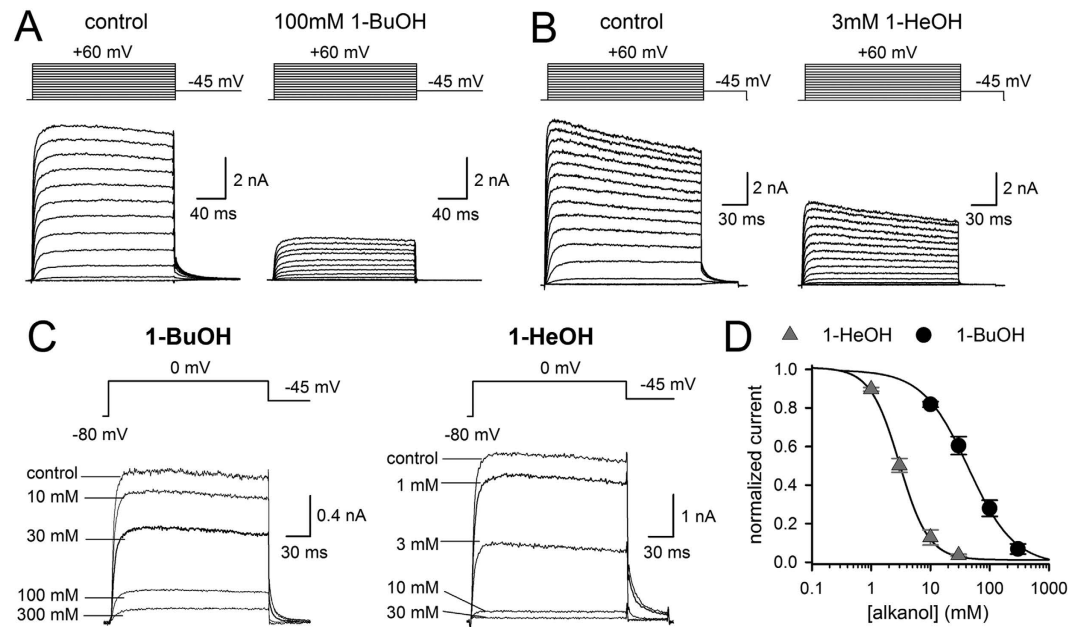 A
control
100mM 1-BuOH
+60 mV
-45 mV
+60 mV
-45 mV
2 nA
40 ms
2 nA
40 ms
B
control
3mM 1-HeOH
+60 mV
-45 mV
+60 mV
-45 mV
2 nA
30 ms
2 nA
30 ms
C
1-BuOH
0 mV
-45 mV
-80 mV
control
10 mM
30 mM
100 mM
300 mM
0.4 nA
30 ms
1-HeOH
0 mV
-45 mV
-80 mV
control
1 mM
3 mM
10 mM
30 mM
1 nA
30 ms
D
1-HeOH
1-BuOH
normalized current
1.0
0.8
0.6
0.4
0.2
0.0
0.1
1
10
100
1000
[alkanol] (mM)